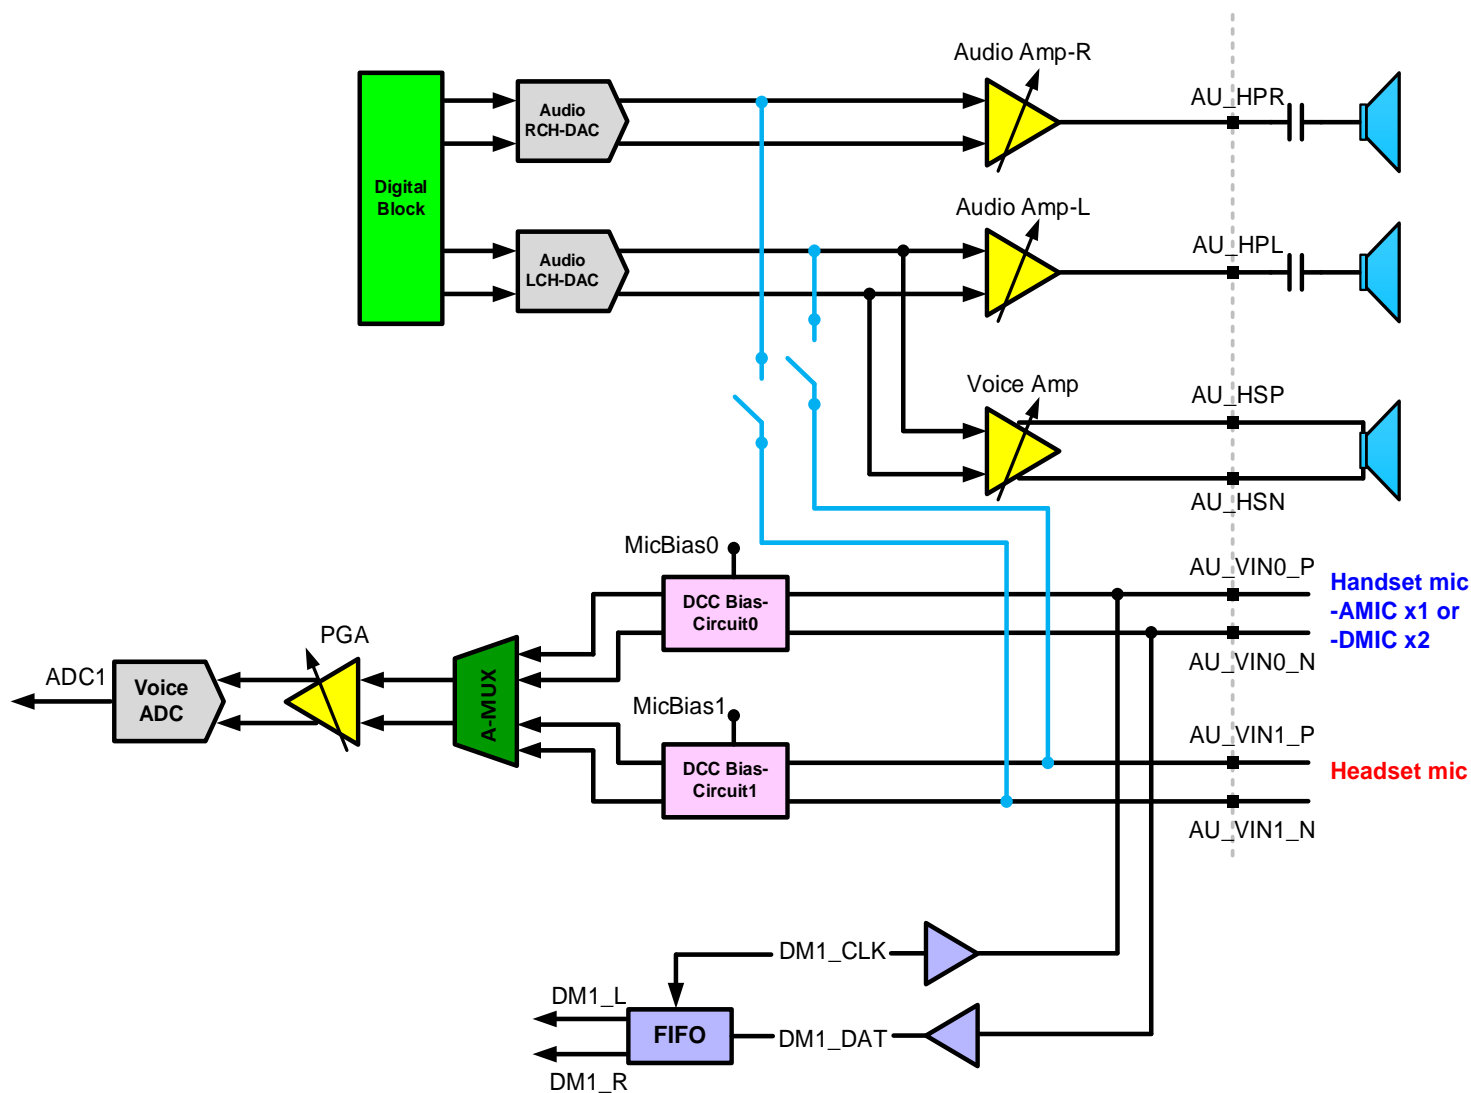 Audio Amp-R
AU_HPR
Audio
RCH-DAC
Digital
Block
Audio Amp-L
AU_HPL
Audio
LCH-DAC
Voice Amp
AU_HSP
AU_HSN
MicBias0
DCC Bias-
Circuit0
AU_VIN0_P
Handset mic
-AMIC x1 or
-DMIC x2
AU_VIN0_N
PGA
ADC1
Voice
ADC
A-MUX
MicBias1
DCC Bias-
Circuit1
AU_VIN1_P
Headset mic
AU_VIN1_N
DM1_CLK
DM1_L
FIFO
DM1_DAT
DM1_R